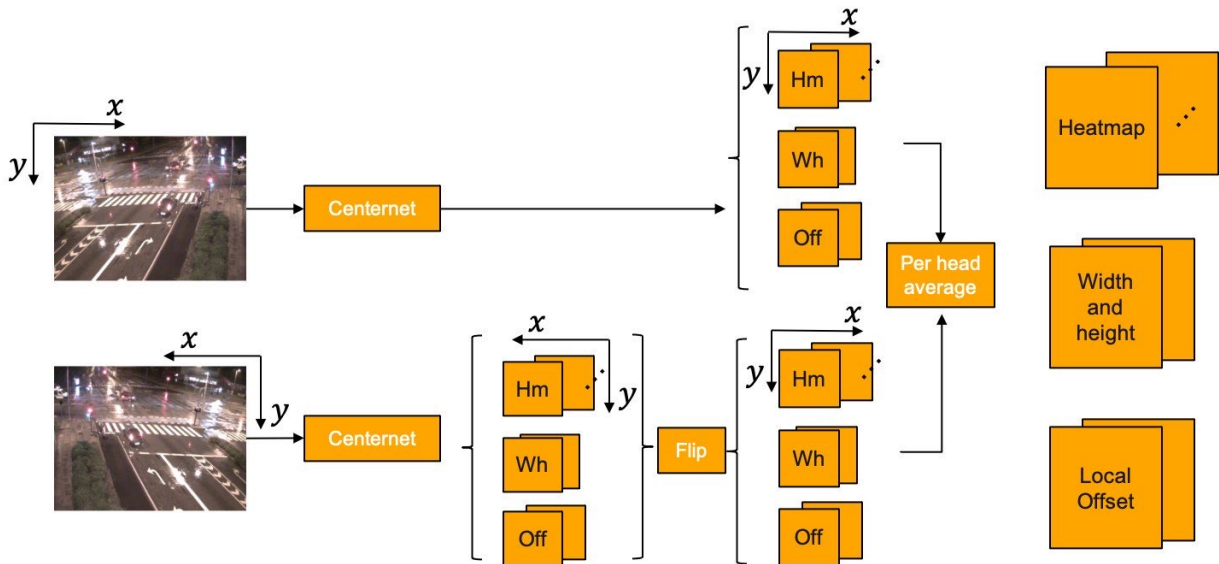 x
y
Centernet
x
y
Hm
Wh
Off
Per head
average
Heatmap
Width
and
height
Local
Offset
x
y
Centernet
x
y
Hm
Wh
Off
Flip
x
y
Hm
Wh
Off